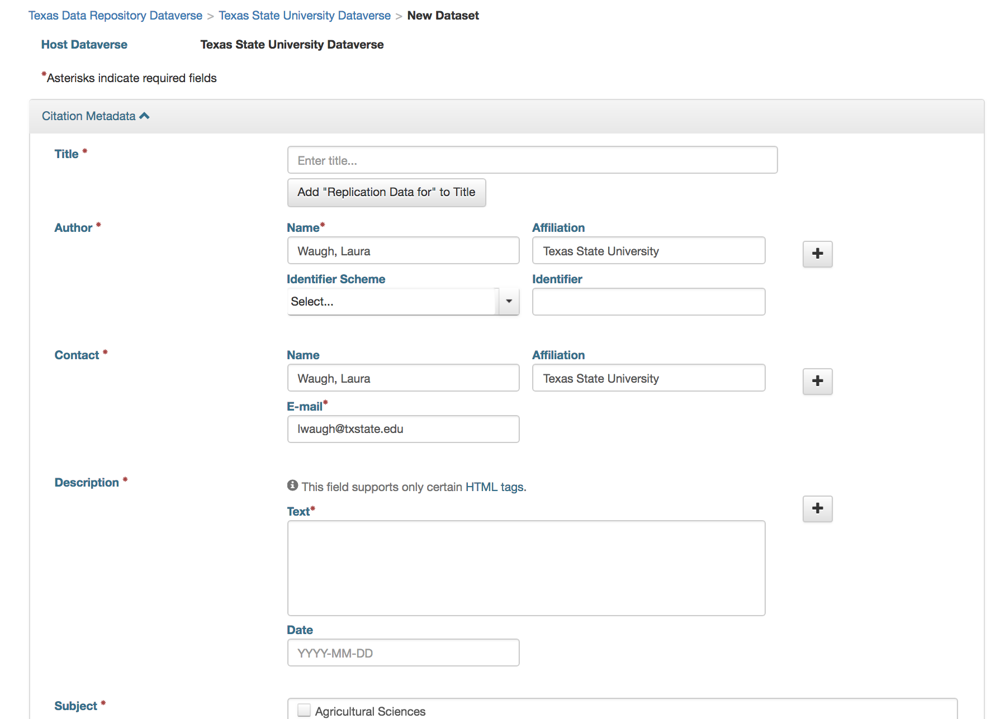 Texas Data Repository Dataverse > Texas State University Dataverse > New Dataset
Host Dataverse Texas State University Dataverse
*Asterisks indicate required fields
Citation Metadata
Title * Enter title...
Add "Replication Data for" to Title
Author * Name* Affiliation
Waugh, Laura Texas State University
Identifier Scheme Identifier
Select...
Contact * Name Affiliation
Waugh, Laura Texas State University
E-mail*
lwaugh@txstate.edu
Description * This field supports only certain HTML tags.
Text*
Date
YYYY-MM-DD
Subject * Agricultural Sciences